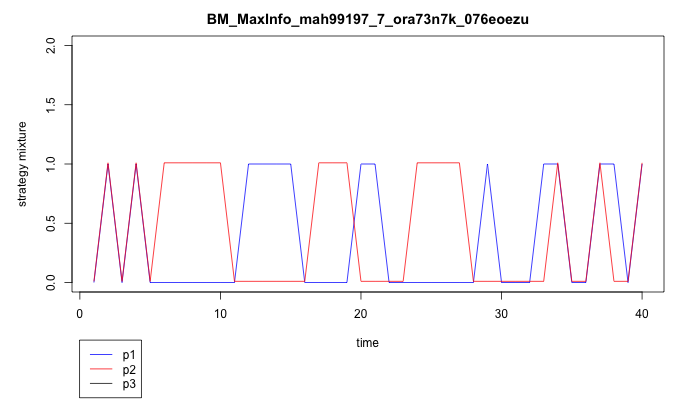 BM_MaxInfo_mah99197_7_ora73n7k_076eoezu
strategy mixture
2.0
1.5
1.0
0.5
0.0
0 10 20 30 40
time
p1
p2
p3